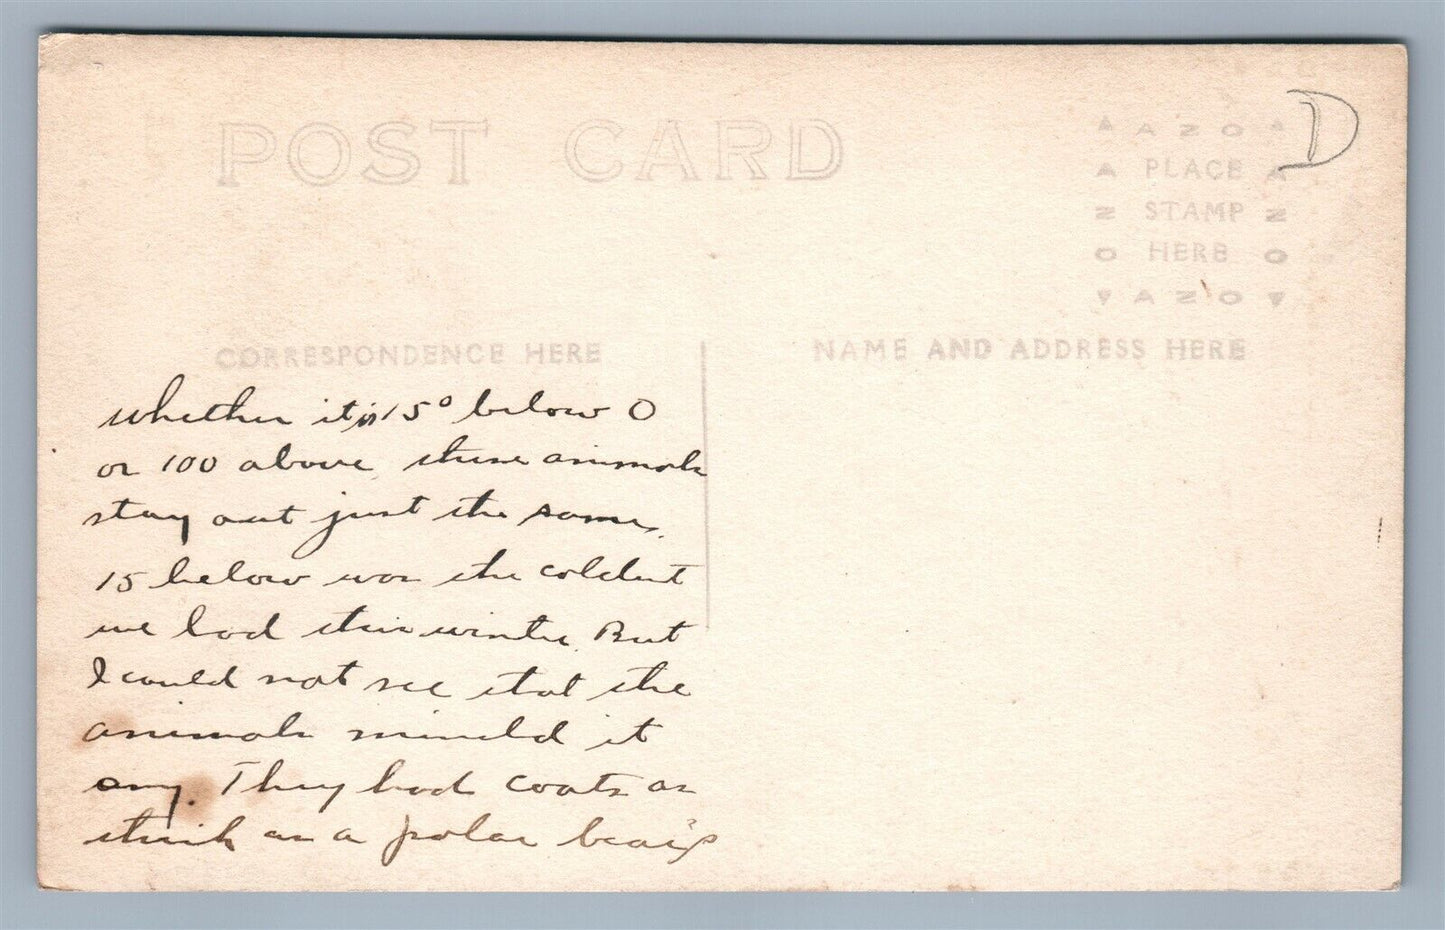 POST CARD
D
▲ AZO ▲
A PLACE A
Z STAMP Z
O HERE O
▼ AZO ▼
CORRESPONDENCE HERE
NAME AND ADDRESS HERE
Whether it is 15° below 0
or 100 above, these animals
stay out just the same.
15 below was the coldest
we had this winter. But
I could not see that the
animals minded it
any. They had coats as
thick as a polar bear's